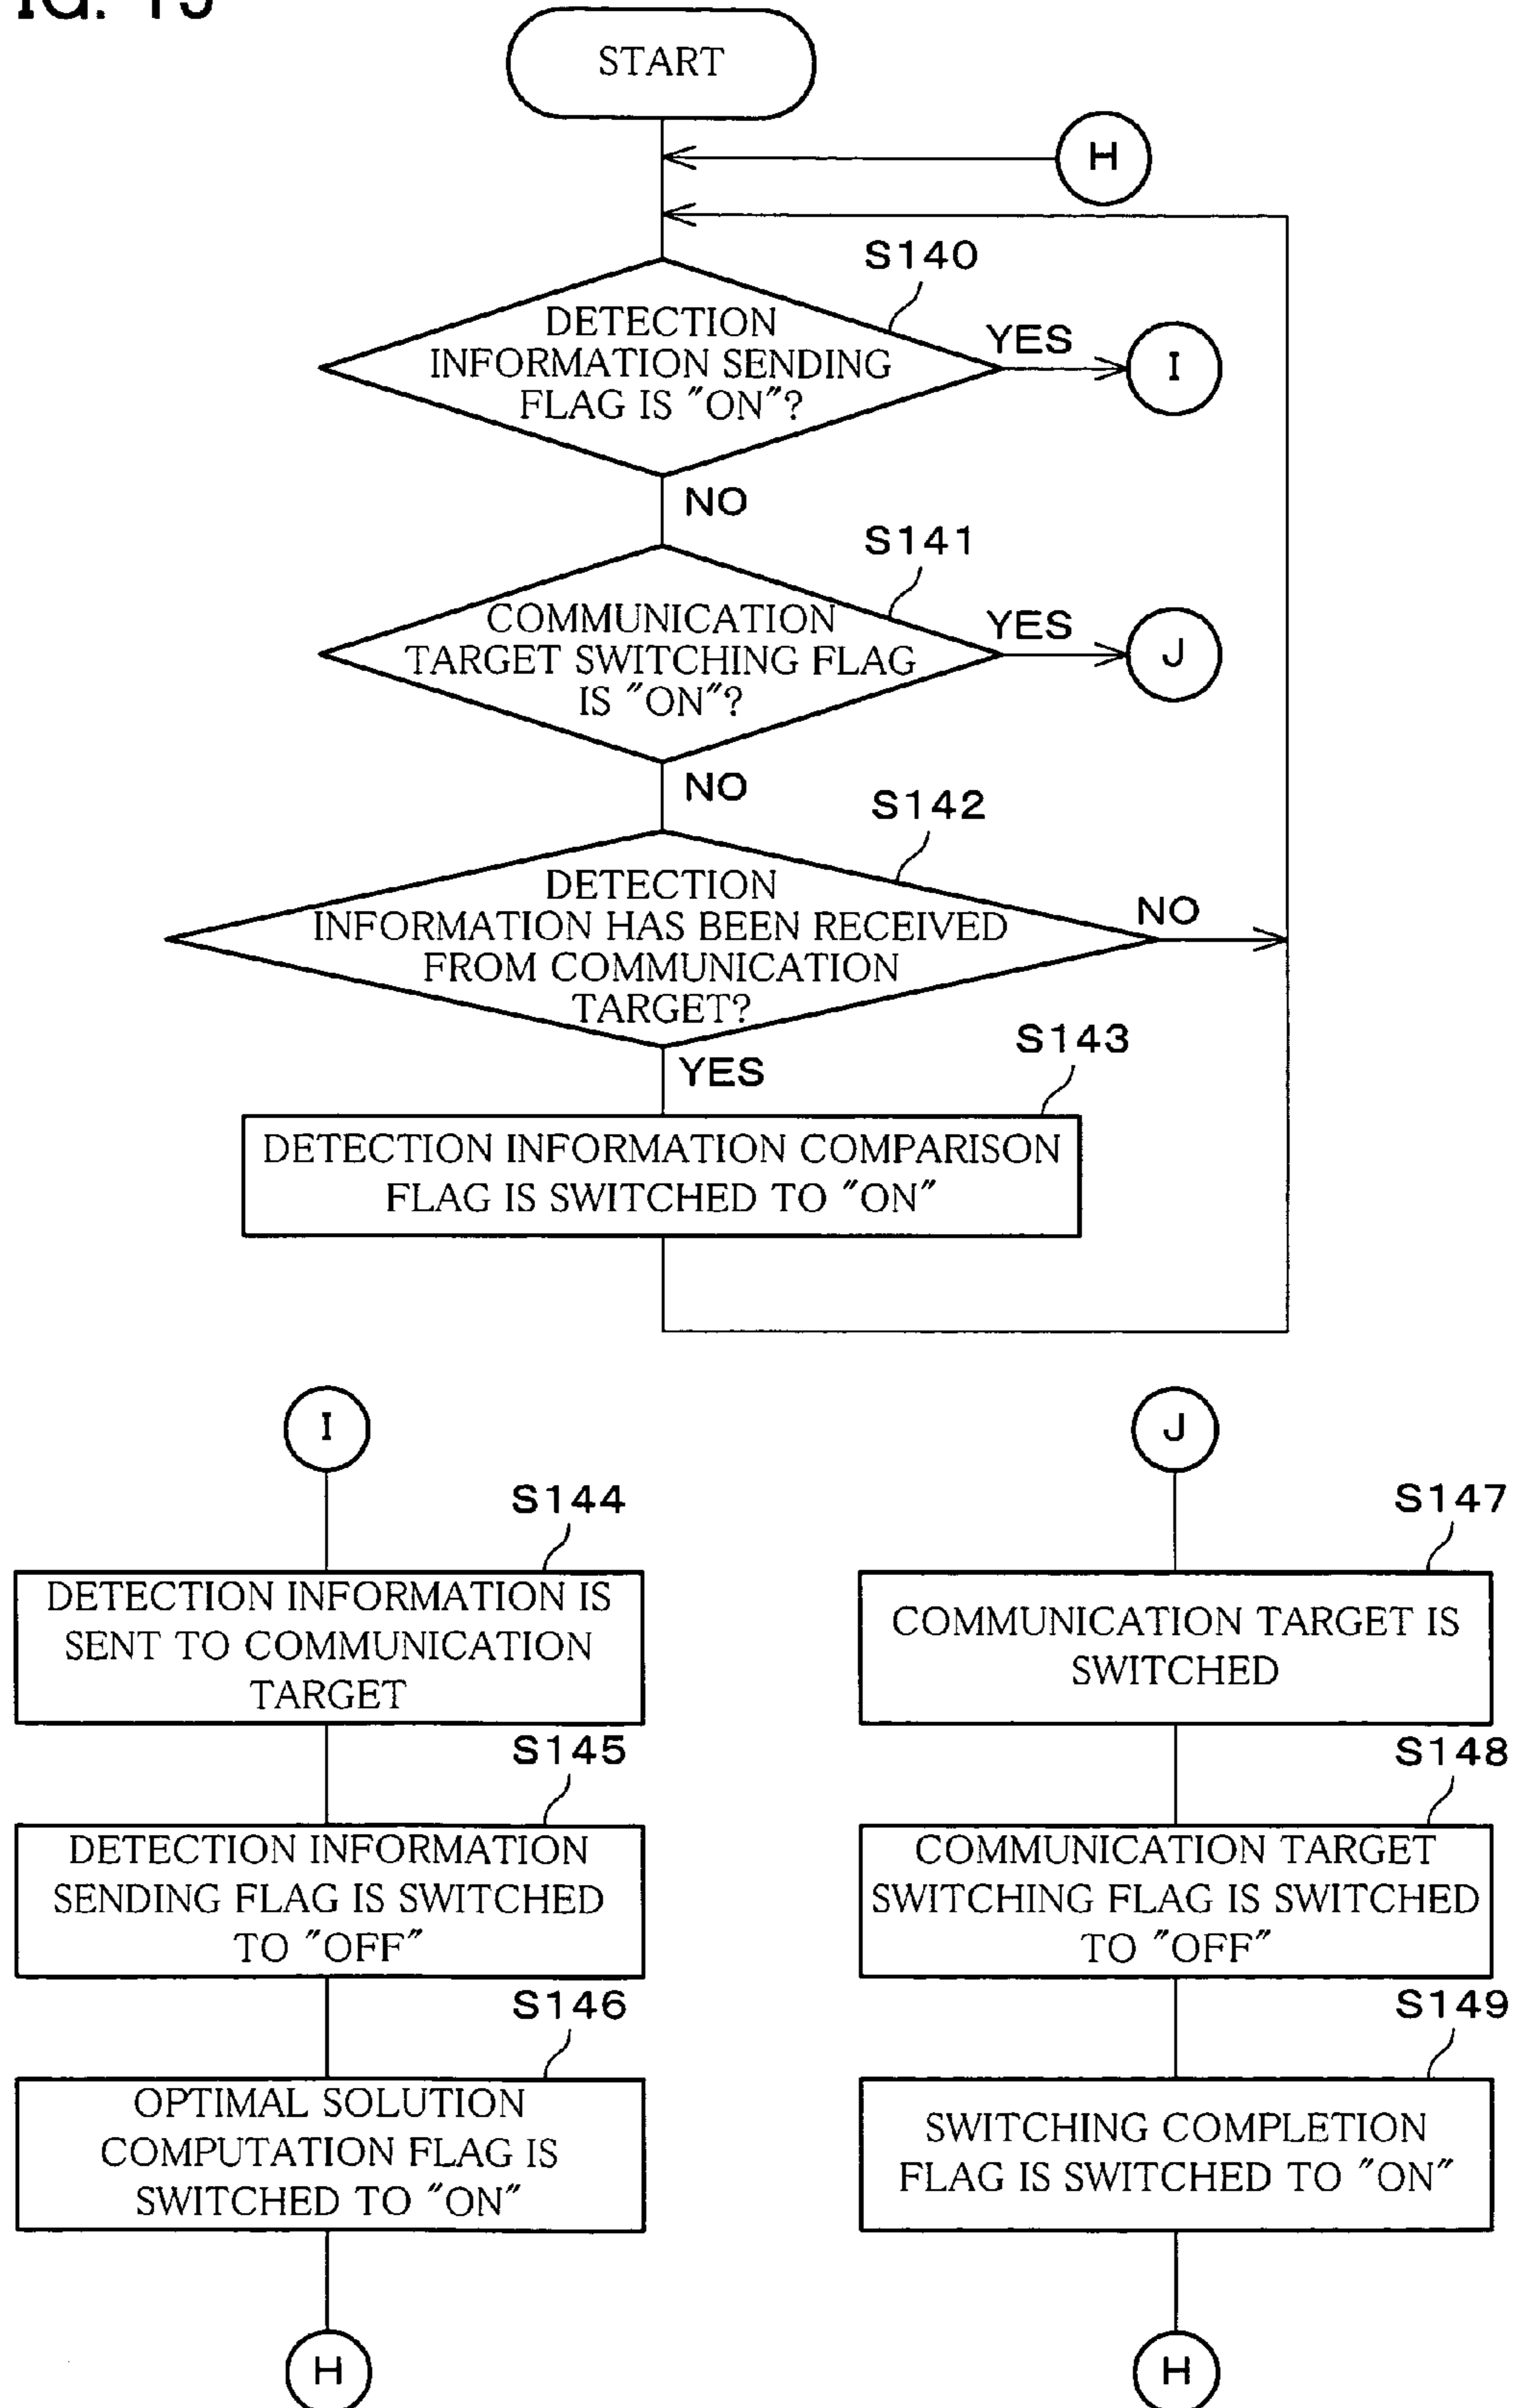 START
H
S140
DETECTION
INFORMATION SENDING
FLAG IS "ON"?
YES
I
NO
S141
COMMUNICATION
TARGET SWITCHING FLAG
IS "ON"?
YES
J
NO
S142
DETECTION
INFORMATION HAS BEEN RECEIVED
FROM COMMUNICATION
TARGET?
NO
YES
S143
DETECTION INFORMATION COMPARISON
FLAG IS SWITCHED TO "ON"
I
S144
DETECTION INFORMATION IS
SENT TO COMMUNICATION
TARGET
S145
DETECTION INFORMATION
SENDING FLAG IS SWITCHED
TO "OFF"
S146
OPTIMAL SOLUTION
COMPUTATION FLAG IS
SWITCHED TO "ON"
H
J
S147
COMMUNICATION TARGET IS
SWITCHED
S148
COMMUNICATION TARGET
SWITCHING FLAG IS SWITCHED
TO "OFF"
S149
SWITCHING COMPLETION
FLAG IS SWITCHED TO "ON"
H